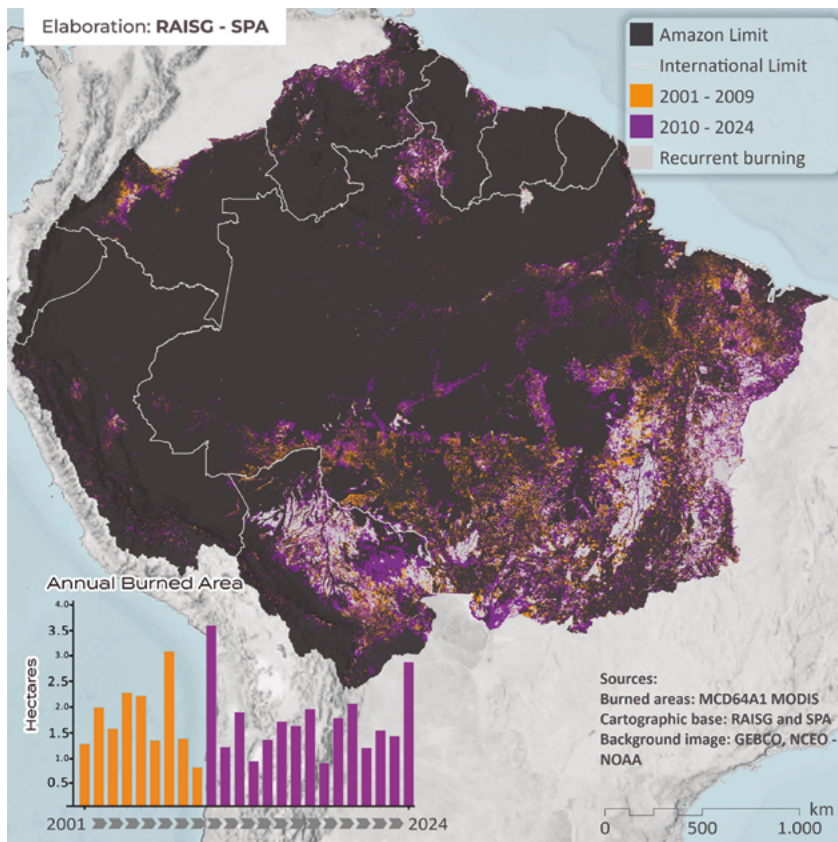 Elaboration: RAISG - SPA
Amazon Limit
International Limit
2001 - 2009
2010 - 2024
Recurrent burning
Annual Burned Area
Hectares
4.0
3.5
3.0
2.5
2.0
1.5
1.0
0.5
2001
2024
Sources:
Burned areas: MCD64A1 MODIS
Cartographic base: RAISG and SPA
Background image: GEBCO, NCEO -
NOAA
km
0 500 1.000